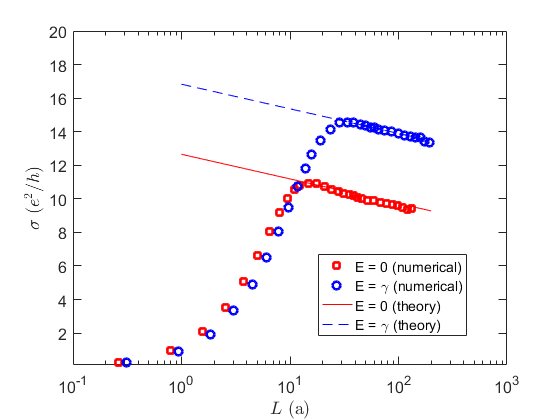 20
18
16
14
12
10
8
6
4
2
σ (e²/h)
E = 0 (numerical)
E = γ (numerical)
E = 0 (theory)
E = γ (theory)
10⁻¹ 10⁰ 10¹ 10² 10³
L (a)